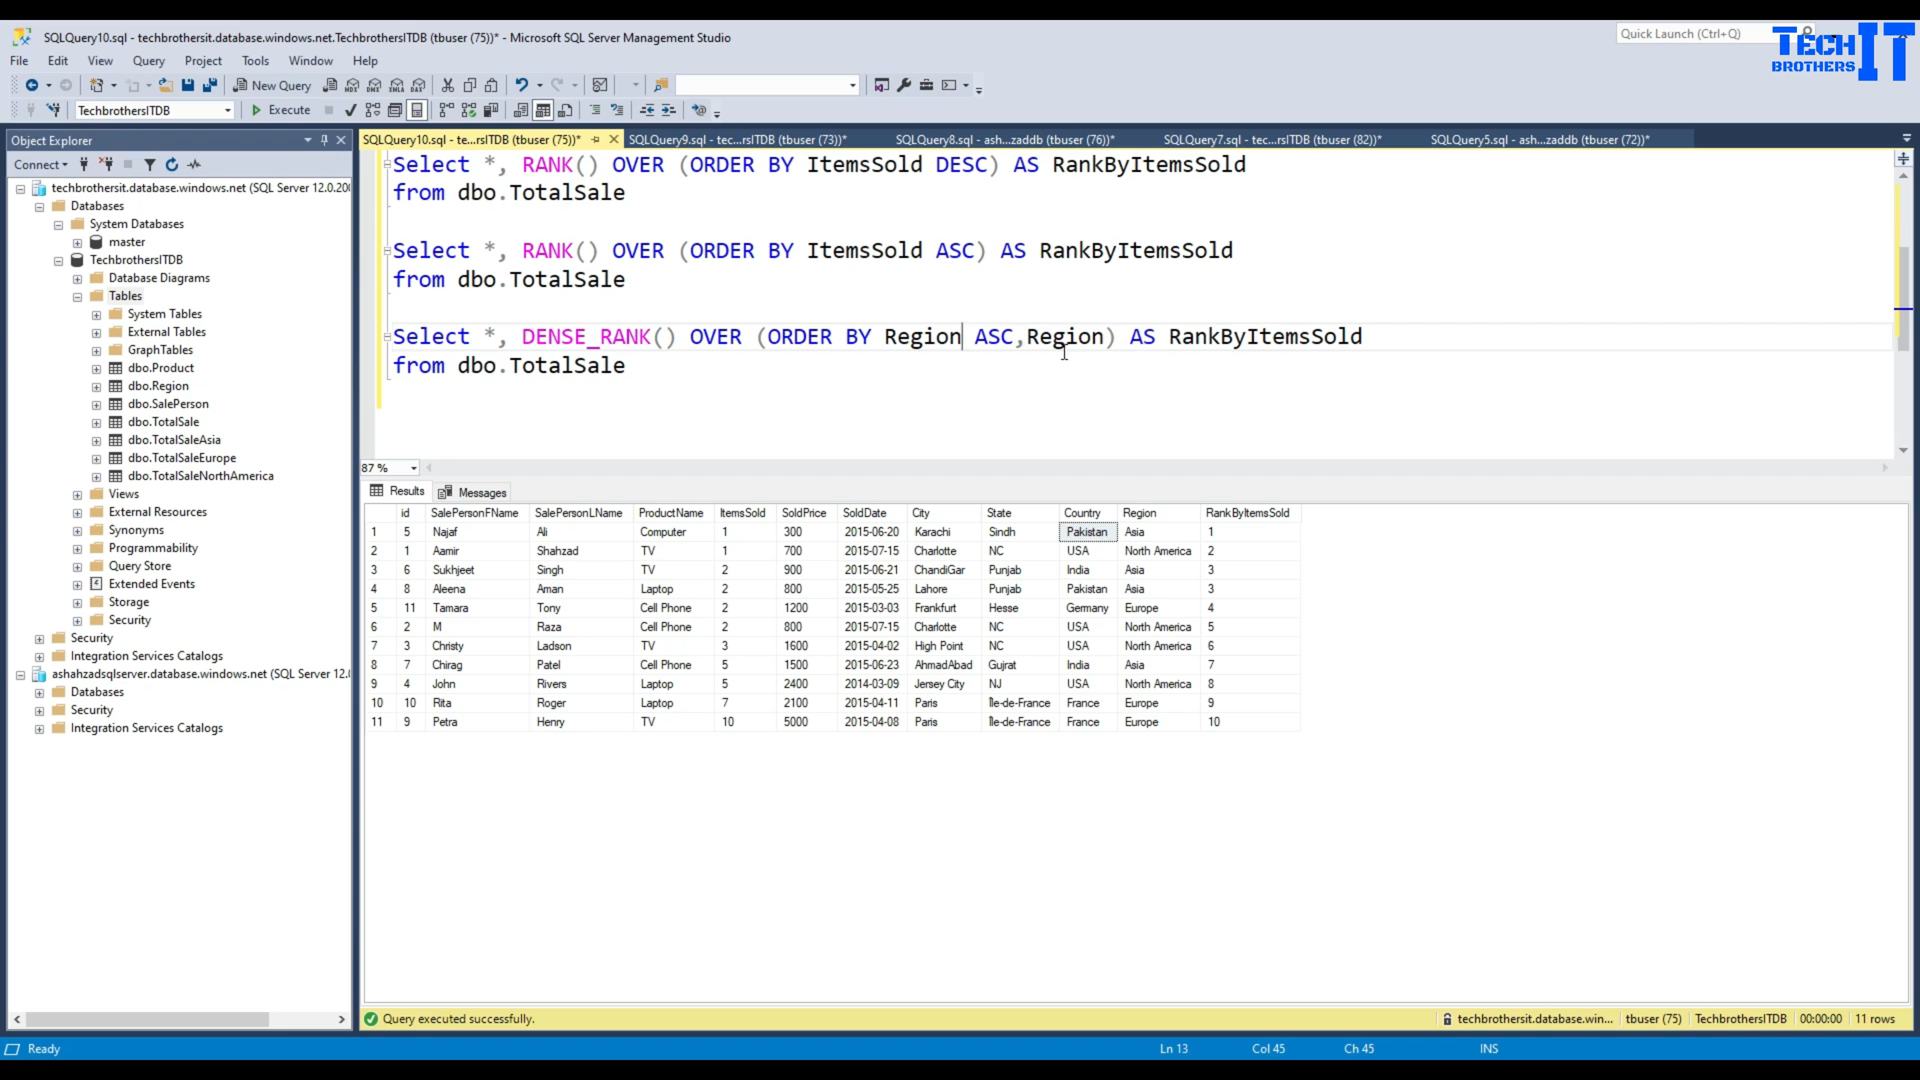 SQLQuery10.sql - techbrothersit.database.windows.net.TechbrothersITDB (tbuser (75))* - Microsoft SQL Server Management Studio
Quick Launch (Ctrl+Q)
TECH
BROTHERS
IT
File Edit View Query Project Tools Window Help
New Query
TechbrothersITDB
Execute
Object Explorer
Connect
techbrothersit.database.windows.net (SQL Server 12.0.200
Databases
System Databases
master
TechbrothersITDB
Database Diagrams
Tables
System Tables
External Tables
GraphTables
dbo.Product
dbo.Region
dbo.SalePerson
dbo.TotalSale
dbo.TotalSaleAsia
dbo.TotalSaleEurope
dbo.TotalSaleNorthAmerica
Views
External Resources
Synonyms
Programmability
Query Store
Extended Events
Storage
Security
Security
Integration Services Catalogs
ashahzadsqlserver.database.windows.net (SQL Server 12.0
Databases
Security
Integration Services Catalogs
SQLQuery10.sql - te...rsITDB (tbuser (75))* SQLQuery9.sql - tec...rsITDB (tbuser (73))* SQLQuery8.sql - ash...zaddb (tbuser (76))* SQLQuery7.sql - tec...rsITDB (tbuser (82))* SQLQuery5.sql - ash...zaddb (tbuser (72))*
Select *, RANK() OVER (ORDER BY ItemsSold DESC) AS RankByItemsSold
from dbo.TotalSale
Select *, RANK() OVER (ORDER BY ItemsSold ASC) AS RankByItemsSold
from dbo.TotalSale
Select *, DENSE_RANK() OVER (ORDER BY Region ASC,Region) AS RankByItemsSold
from dbo.TotalSale
87 %
Results Messages
id SalePersonFName SalePersonLName ProductName ItemsSold SoldPrice SoldDate City State Country Region RankByItemsSold
1 5 Najaf Ali Computer 1 300 2015-06-20 Karachi Sindh Pakistan Asia 1
2 1 Aamir Shahzad TV 1 700 2015-07-15 Charlotte NC USA North America 2
3 6 Sukhjeet Singh TV 2 900 2015-06-21 ChandiGar Punjab India Asia 3
4 8 Aleena Aman Laptop 2 800 2015-05-25 Lahore Punjab Pakistan Asia 3
5 11 Tamara Tony Cell Phone 2 1200 2015-03-03 Frankfurt Hesse Germany Europe 4
6 2 M Raza Cell Phone 2 800 2015-07-15 Charlotte NC USA North America 5
7 3 Christy Ladson TV 3 1600 2015-04-02 High Point NC USA North America 6
8 7 Chirag Patel Cell Phone 5 1500 2015-06-23 AhmadAbad Gujrat India Asia 7
9 4 John Rivers Laptop 5 2400 2014-03-09 Jersey City NJ USA North America 8
10 10 Rita Roger Laptop 7 2100 2015-04-11 Paris Île-de-France France Europe 9
11 9 Petra Henry TV 10 5000 2015-04-08 Paris Île-de-France France Europe 10
Query executed successfully. techbrothersit.database.win... tbuser (75) TechbrothersITDB 00:00:00 11 rows
Ready Ln 13 Col 45 Ch 45 INS